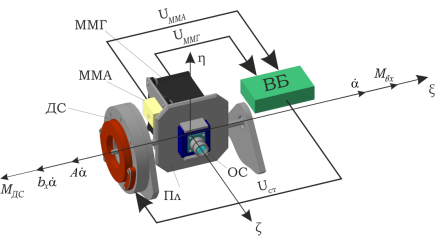 U_ММА
ММГ
U_ММГ
ММА
η
ВБ
M_вх
α̇
ξ
ДС
Aα̈
b_xα̇
M_ДС
Пл
ОС
U_ст
ζ